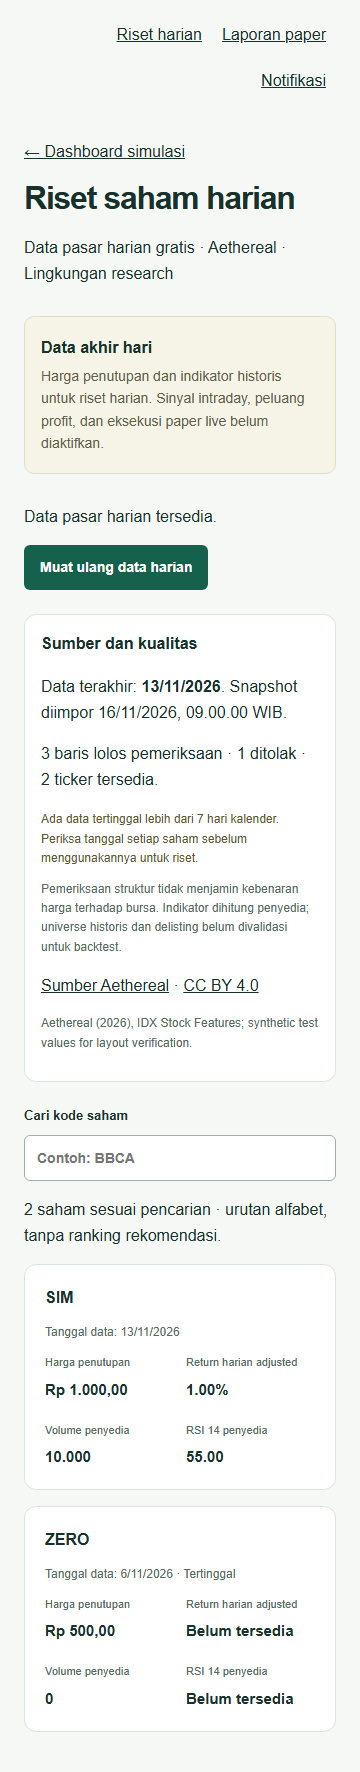 Riset harian Laporan paper
Notifikasi
← Dashboard simulasi
Riset saham harian
Data pasar harian gratis · Aethereal ·
Lingkungan research
Data akhir hari
Harga penutupan dan indikator historis
untuk riset harian. Sinyal intraday, peluang
profit, dan eksekusi paper live belum
diaktifkan.
Data pasar harian tersedia.
Muat ulang data harian
Sumber dan kualitas
Data terakhir: 13/11/2026. Snapshot
diimpor 16/11/2026, 09.00.00 WIB.
3 baris lolos pemeriksaan · 1 ditolak ·
2 ticker tersedia.
Ada data tertinggal lebih dari 7 hari kalender.
Periksa tanggal setiap saham sebelum
menggunakannya untuk riset.
Pemeriksaan struktur tidak menjamin kebenaran
harga terhadap bursa. Indikator dihitung penyedia;
universe historis dan delisting belum divalidasi
untuk backtest.
Sumber Aethereal · CC BY 4.0
Aethereal (2026), IDX Stock Features; synthetic test
values for layout verification.
Cari kode saham
Contoh: BBCA
2 saham sesuai pencarian · urutan alfabet,
tanpa ranking rekomendasi.
SIM
Tanggal data: 13/11/2026
Harga penutupan Return harian adjusted
Rp 1.000,00 1.00%
Volume penyedia RSI 14 penyedia
10.000 55.00
ZERO
Tanggal data: 6/11/2026 · Tertinggal
Harga penutupan Return harian adjusted
Rp 500,00 Belum tersedia
Volume penyedia RSI 14 penyedia
0 Belum tersedia